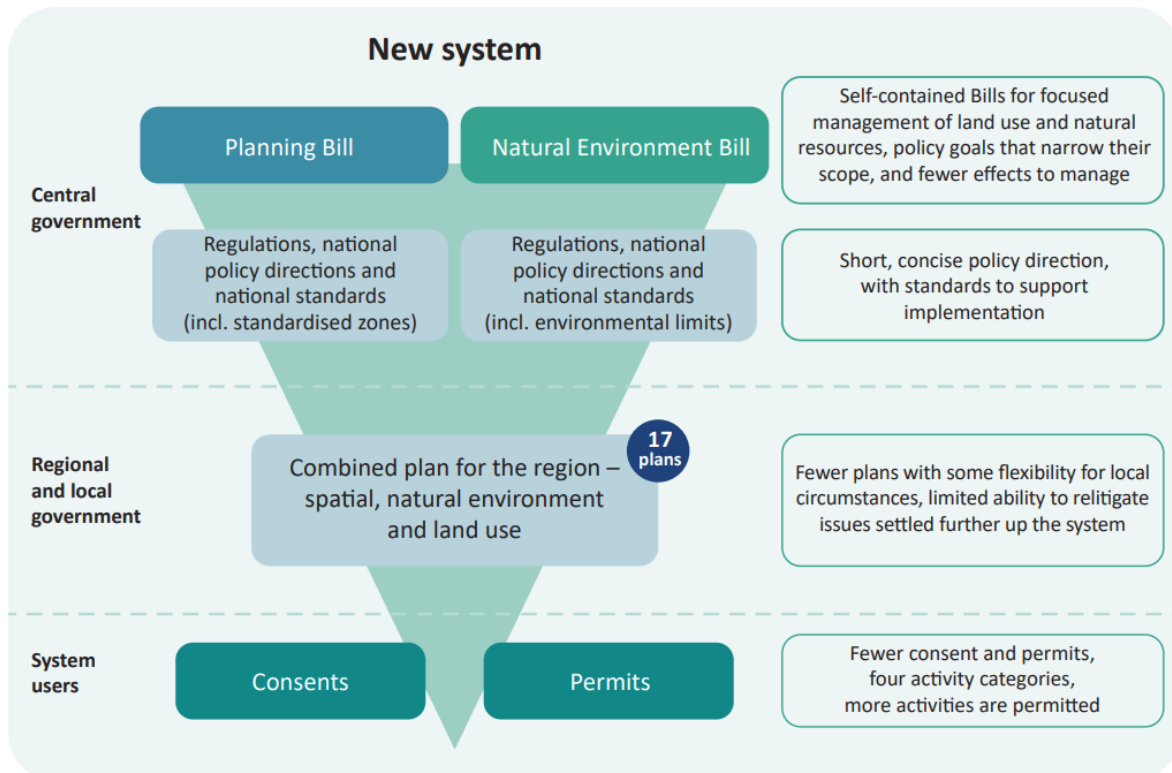 New system
Central
government
Planning Bill
Natural Environment Bill
Self-contained Bills for focused
management of land use and natural
resources, policy goals that narrow their
scope, and fewer effects to manage
Regulations, national
policy directions and
national standards
(incl. standardised zones)
Regulations, national
policy directions and
national standards
(incl. environmental limits)
Short, concise policy direction,
with standards to support
implementation
Regional
and local
government
Combined plan for the region –
spatial, natural environment
and land use
17
plans
Fewer plans with some flexibility for local
circumstances, limited ability to relitigate
issues settled further up the system
System
users
Consents
Permits
Fewer consent and permits,
four activity categories,
more activities are permitted